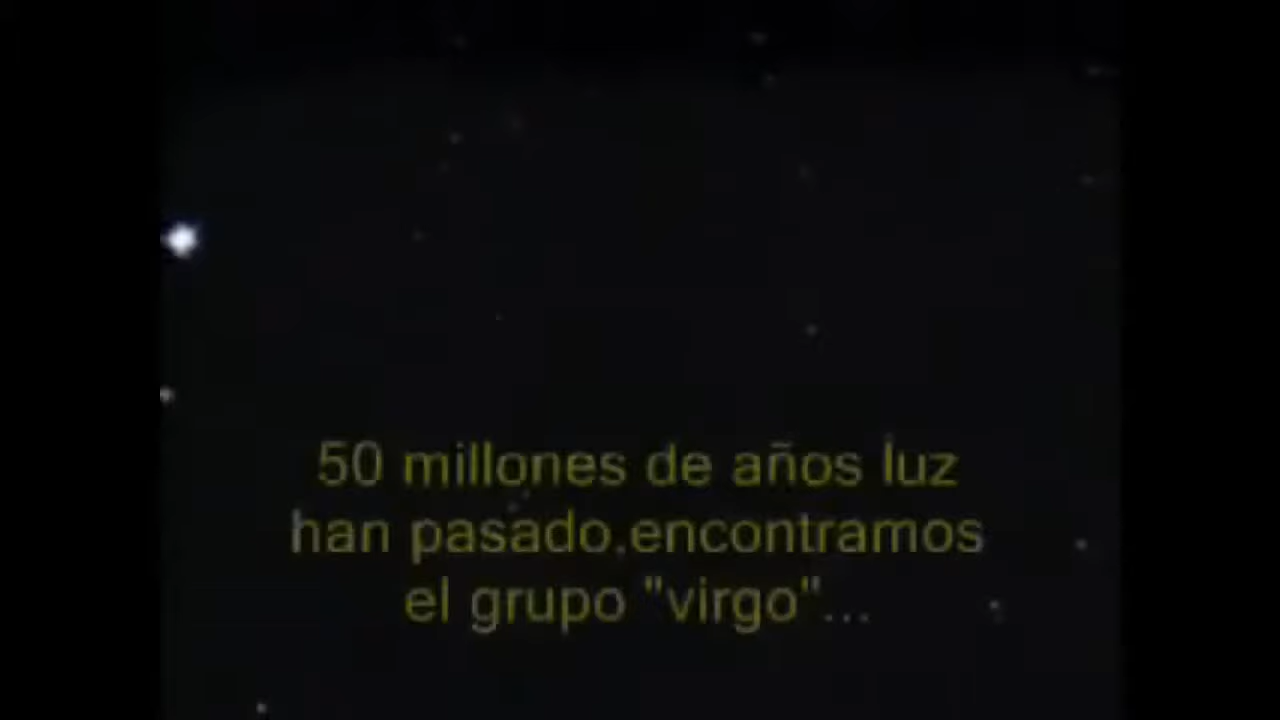 50 millones de años luz
han pasado,encontramos
el grupo "virgo"...